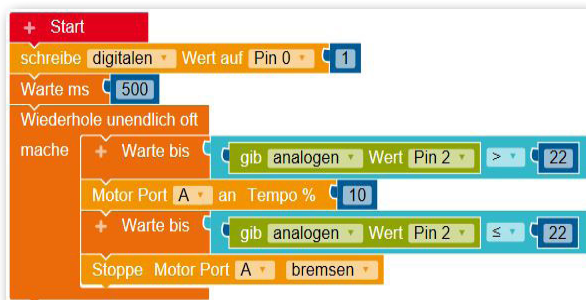 + Start
schreibe digitalen Wert auf Pin 0 1
Warte ms 500
Wiederhole unendlich oft
mache + Warte bis gib analogen Wert Pin 2 > 22
Motor Port A an Tempo % 10
+ Warte bis gib analogen Wert Pin 2 ≤ 22
Stoppe Motor Port A bremsen